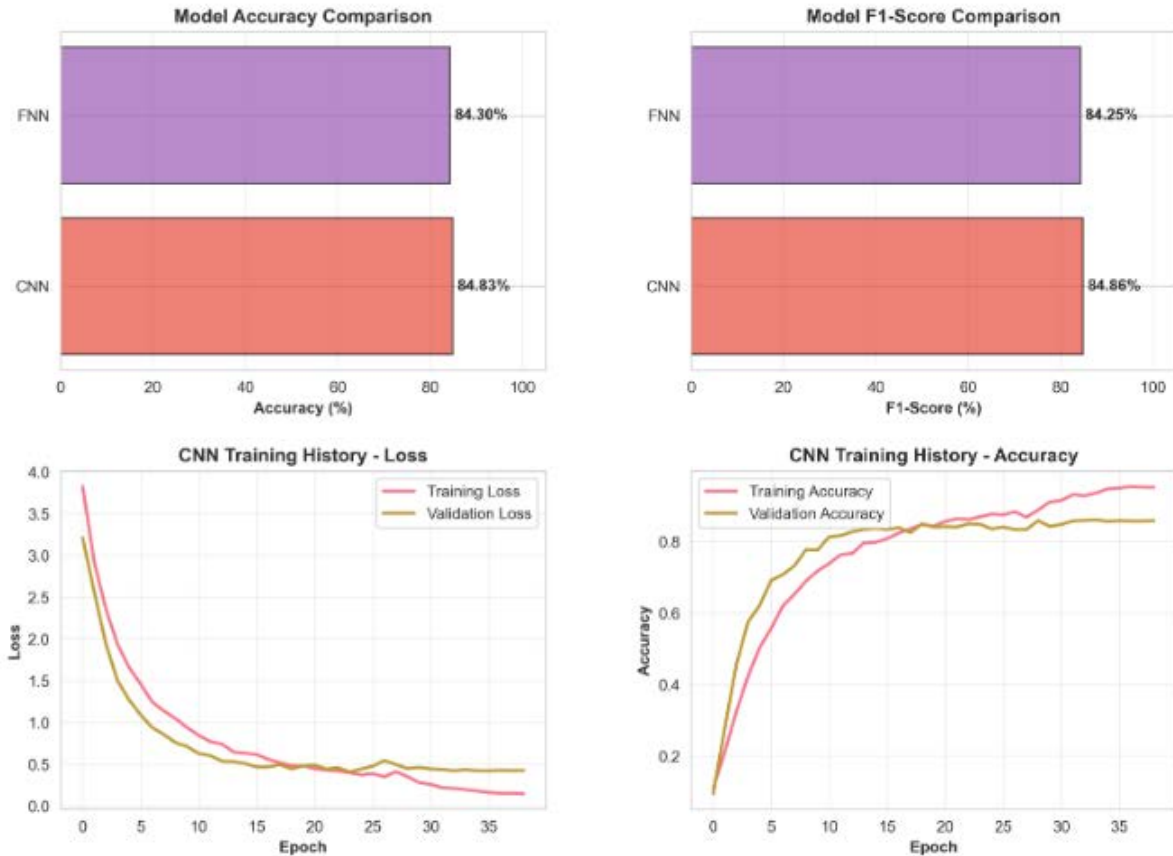 Model Accuracy Comparison
FNN
84.30%
CNN
84.83%
0 20 40 60 80 100
Accuracy (%)
Model F1-Score Comparison
FNN
84.25%
CNN
84.86%
0 20 40 60 80 100
F1-Score (%)
CNN Training History - Loss
Training Loss
Validation Loss
4.0
3.5
3.0
2.5
2.0
1.5
1.0
0.5
0.0
Loss
0 5 10 15 20 25 30 35
Epoch
CNN Training History - Accuracy
Training Accuracy
Validation Accuracy
0.8
0.6
0.4
0.2
Accuracy
0 5 10 15 20 25 30 35
Epoch